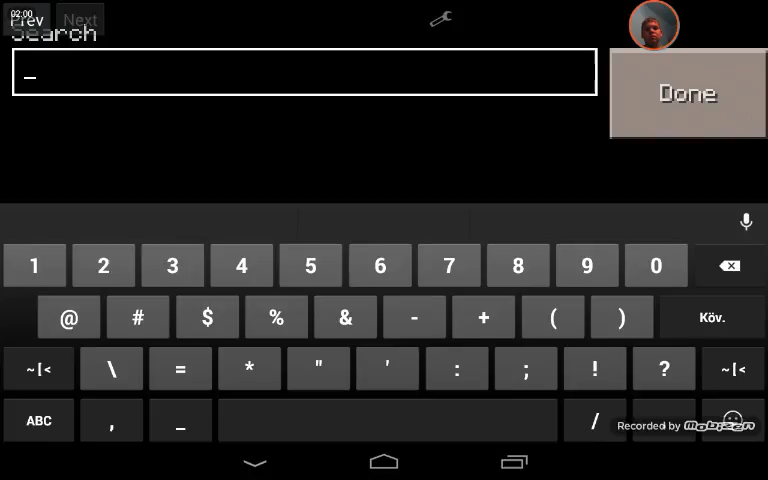 02:00
Prev Next
Search
_
Done
1 2 3 4 5 6 7 8 9 0
@ # $ % & - + ( ) Köv.
~[< \ = * " ' : ; ! ? ~[<
ABC , _ /
Recorded by Mobizen